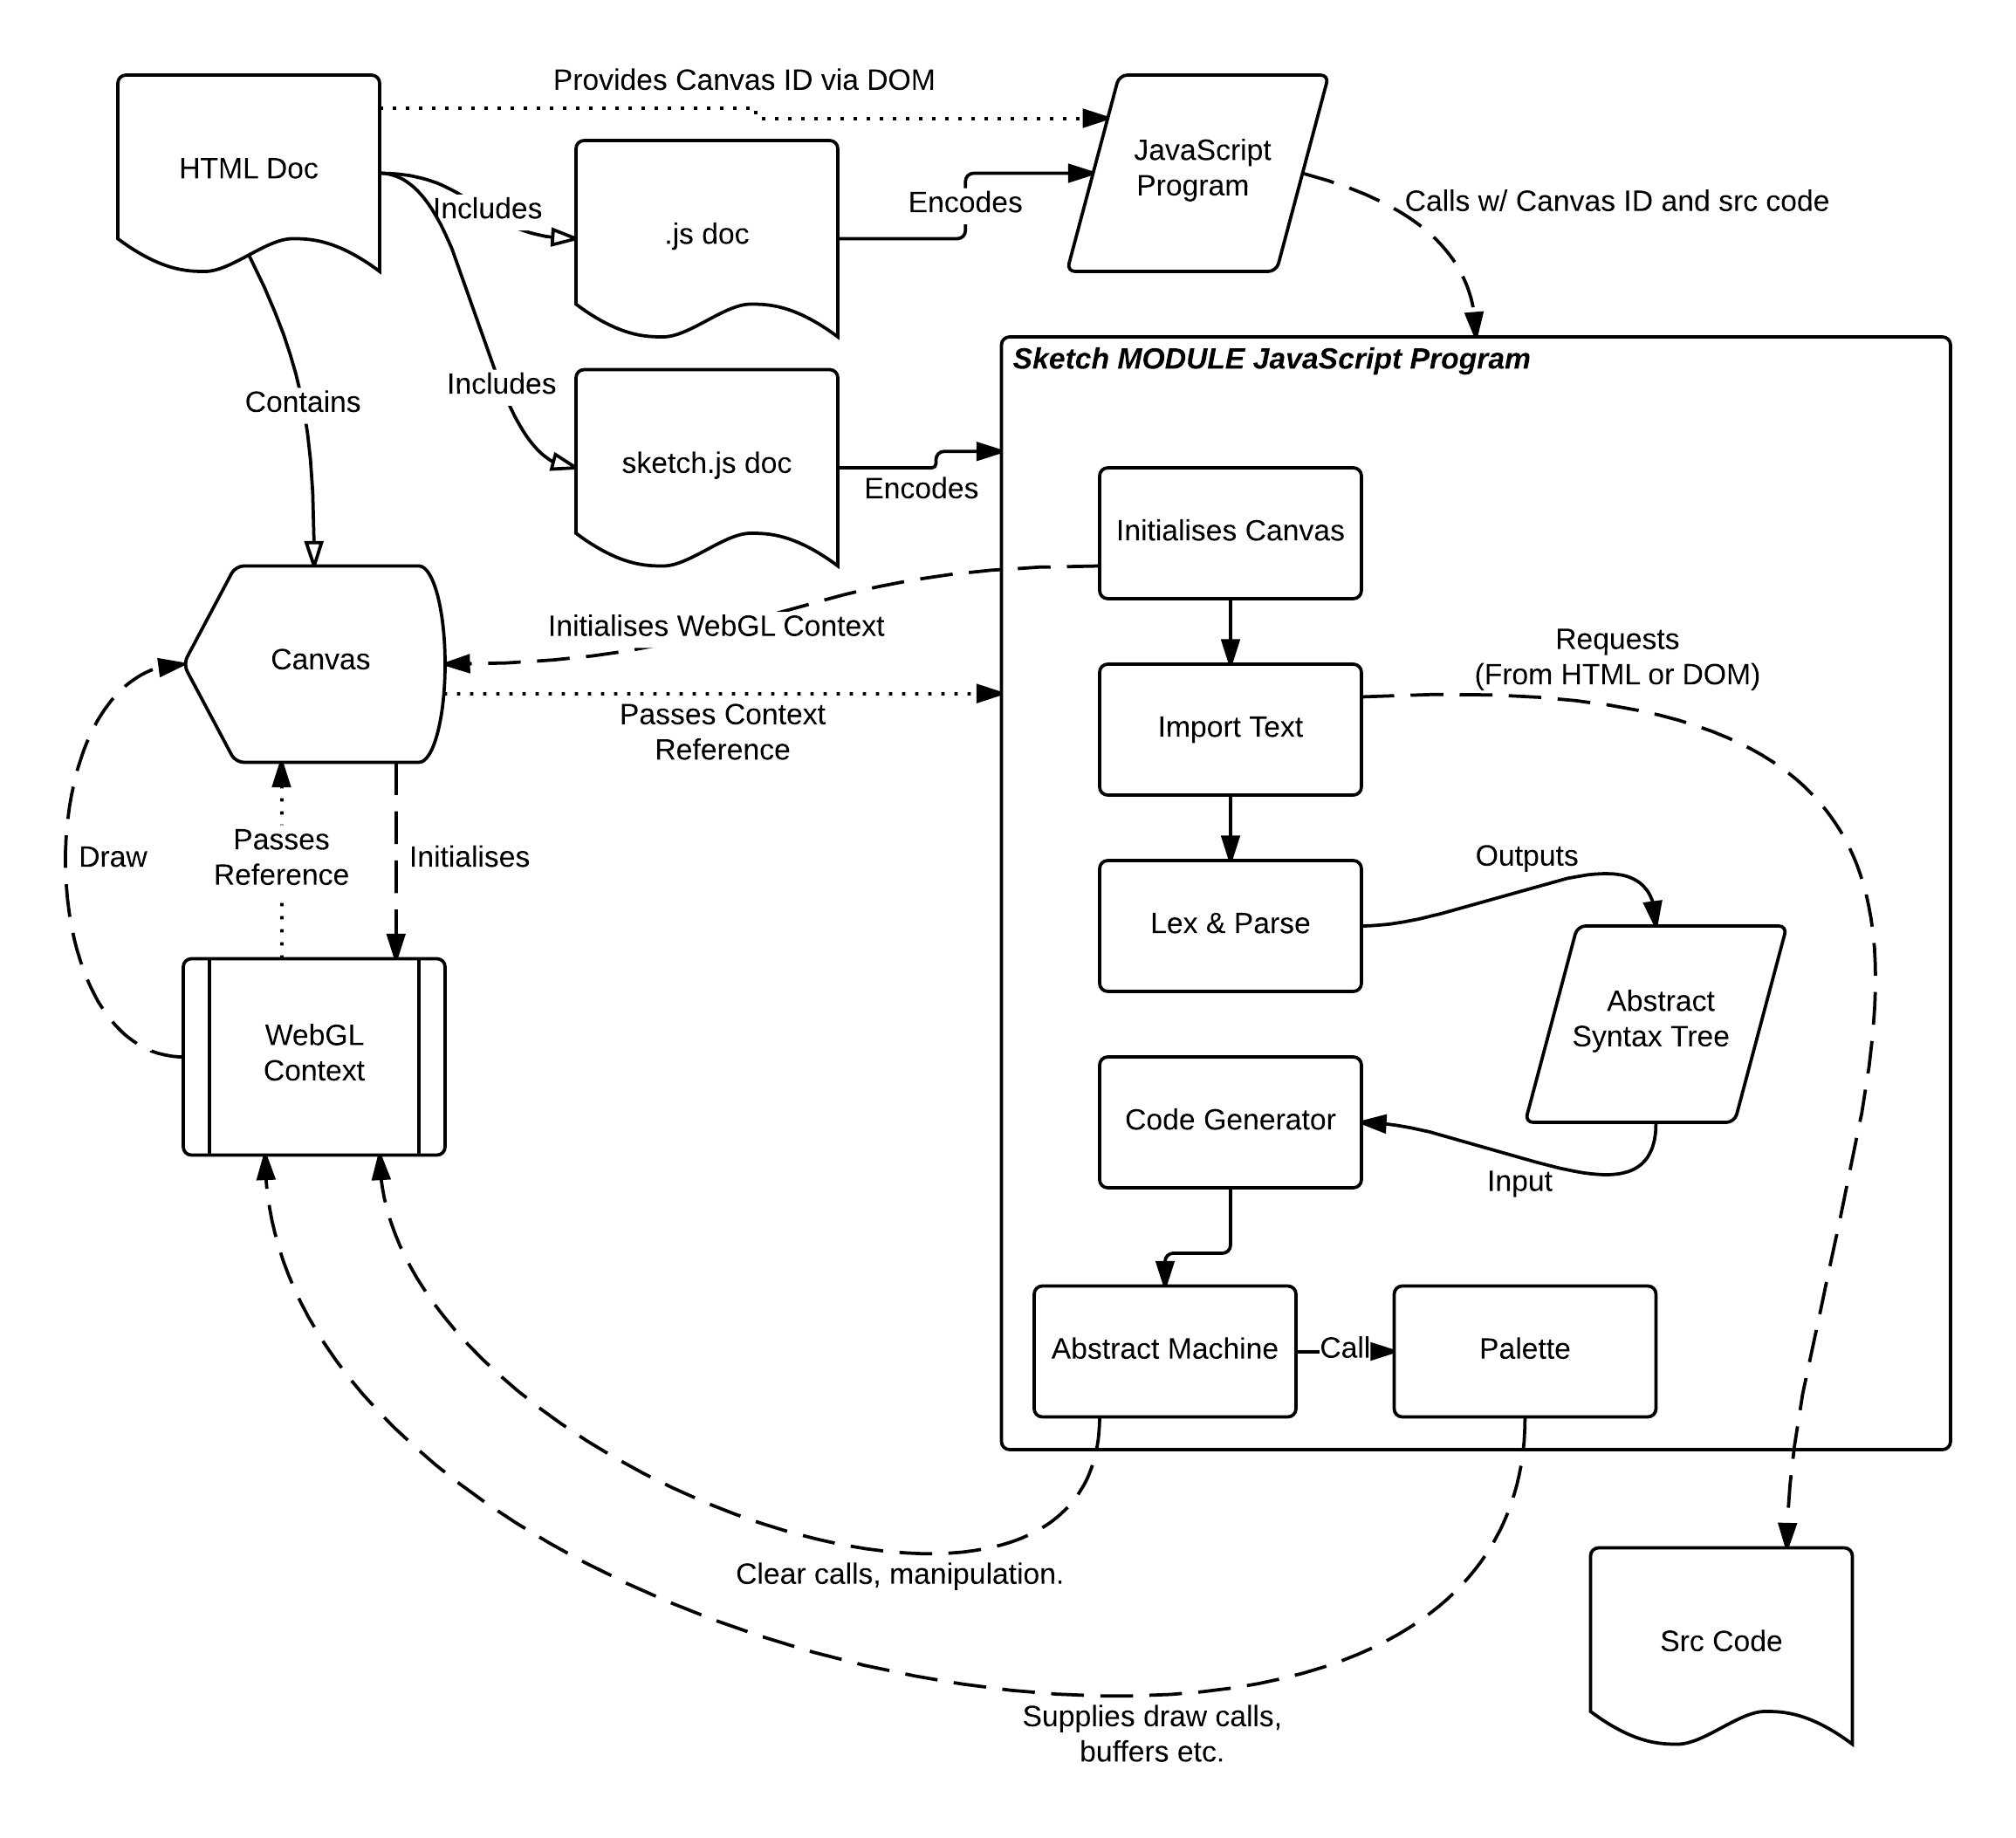 Provides Canvas ID via DOM
HTML Doc
JavaScript
Program
Includes
.js doc
Encodes
Calls w/ Canvas ID and src code
Sketch MODULE JavaScript Program
Contains
Includes
sketch.js doc
Encodes
Initialises Canvas
Initialises WebGL Context
Canvas
Requests
(From HTML or DOM)
Passes Context
Reference
Import Text
Draw
Passes
Reference
Initialises
Outputs
Lex & Parse
Abstract
Syntax Tree
WebGL
Context
Code Generator
Input
Abstract Machine
Call
Palette
Clear calls, manipulation.
Src Code
Supplies draw calls,
buffers etc.